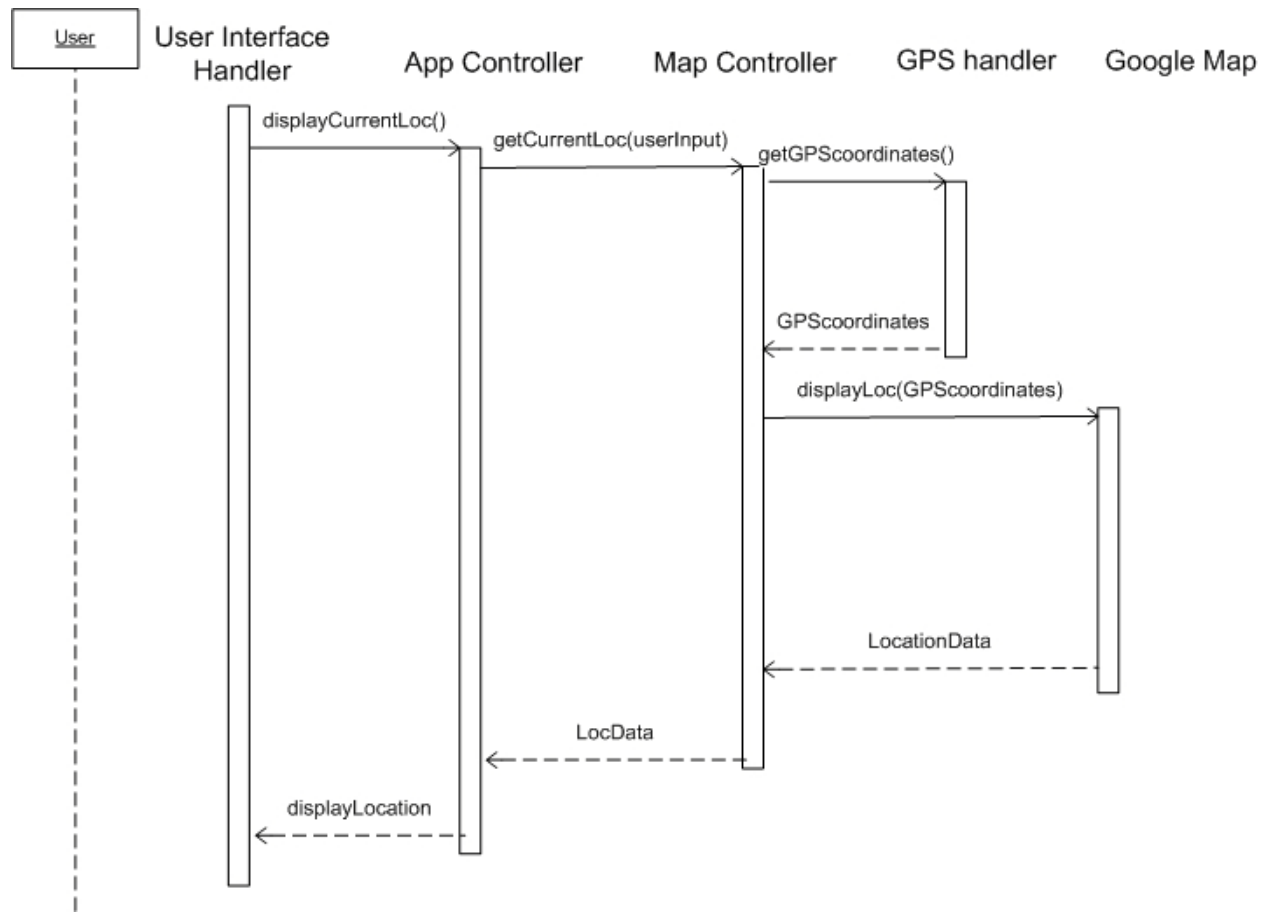 User
User Interface
Handler
App Controller
Map Controller
GPS handler
Google Map
displayCurrentLoc()
getCurrentLoc(userInput)
getGPScoordinates()
GPScoordinates
displayLoc(GPScoordinates)
LocationData
LocData
displayLocation